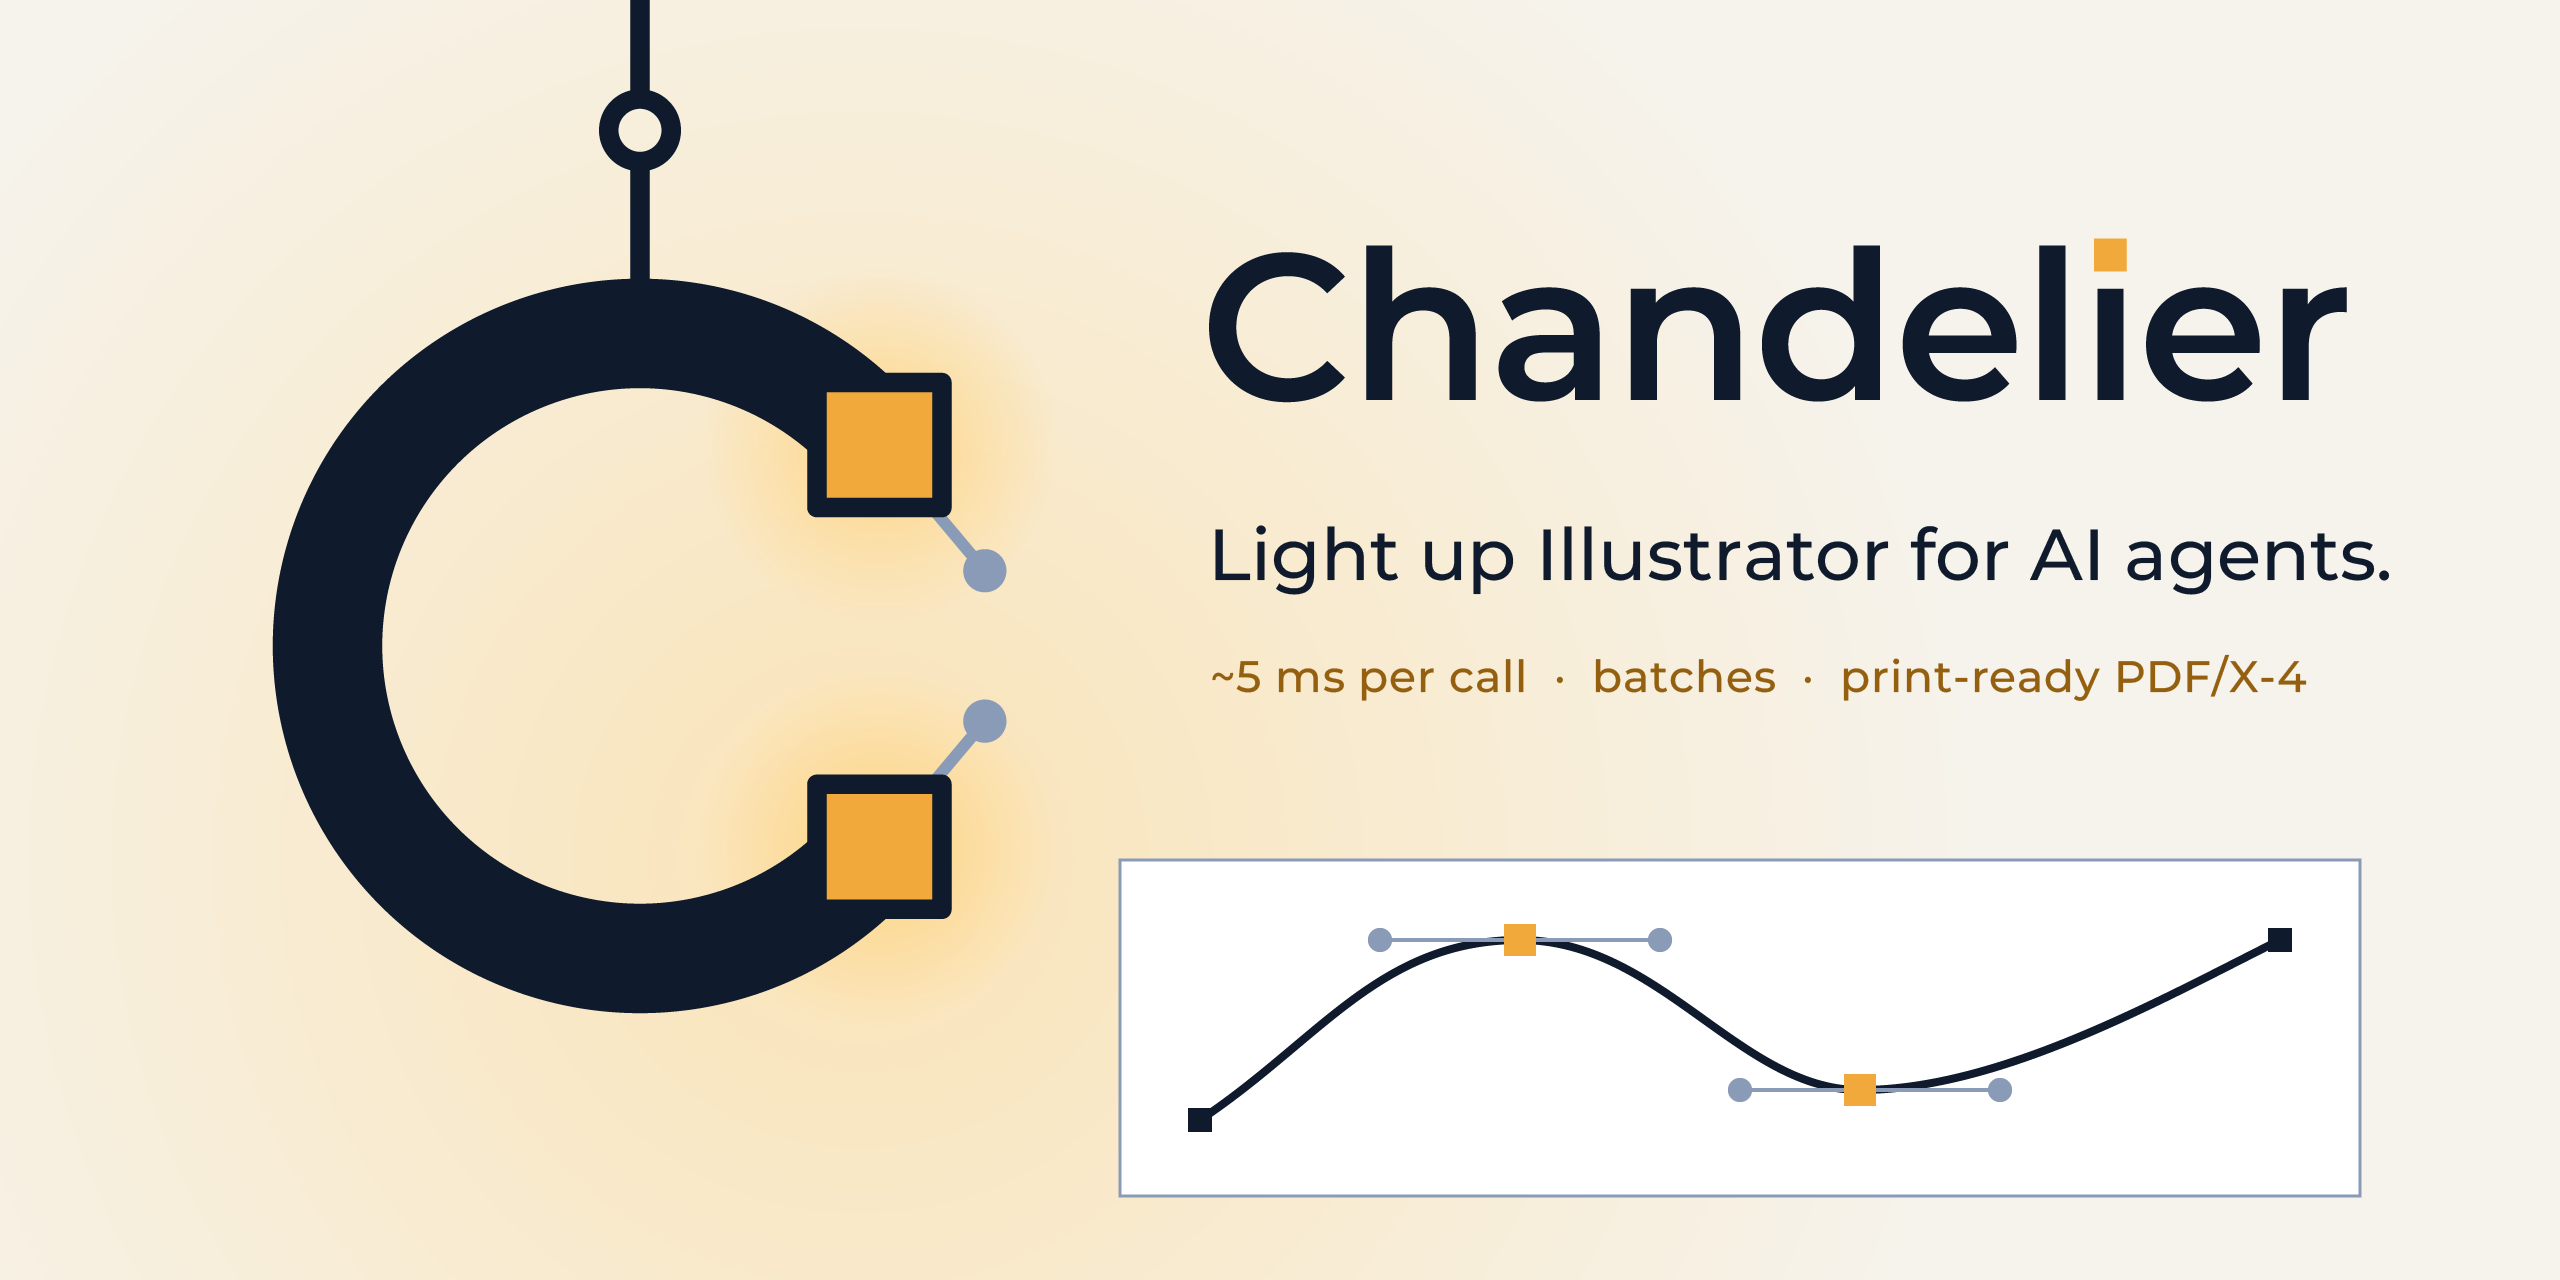 Chandelier
Light up Illustrator for AI agents.
~5 ms per call · batches · print-ready PDF/X-4